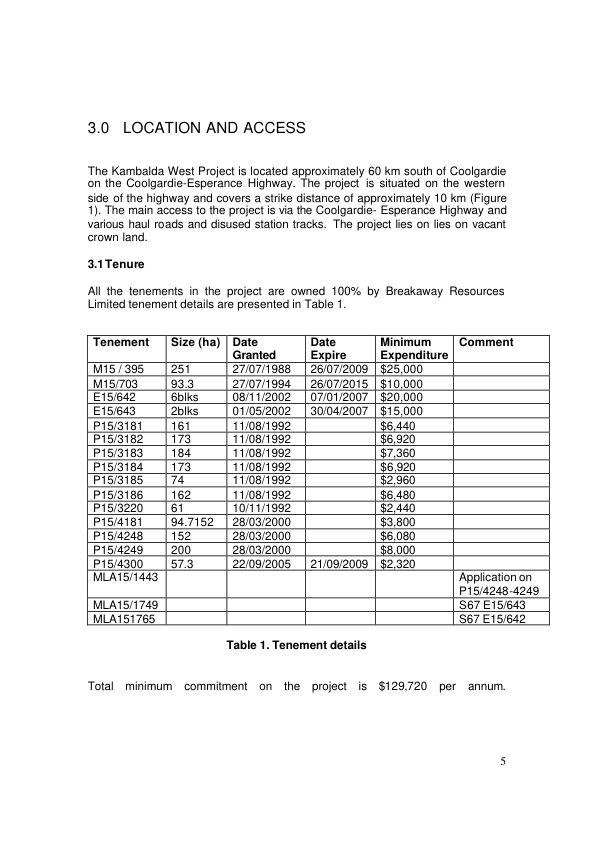 3.0 LOCATION AND ACCESS
The Kambalda West Project is located approximately 60 km south of Coolgardie
on the Coolgardie-Esperance Highway. The project is situated on the western
side of the highway and covers a strike distance of approximately 10 km (Figure
1). The main access to the project is via the Coolgardie- Esperance Highway and
various haul roads and disused station tracks. The project lies on lies on vacant
crown land.
3.1 Tenure
All the tenements in the project are owned 100% by Breakaway Resources
Limited tenement details are presented in Table 1.
Tenement Size (ha) Date Granted Date Expire Minimum Expenditure Comment
M15 / 395 251 27/07/1988 26/07/2009 $25,000
M15/703 93.3 27/07/1994 26/07/2015 $10,000
E15/642 6blks 08/11/2002 07/01/2007 $20,000
E15/643 2blks 01/05/2002 30/04/2007 $15,000
P15/3181 161 11/08/1992 $6,440
P15/3182 173 11/08/1992 $6,920
P15/3183 184 11/08/1992 $7,360
P15/3184 173 11/08/1992 $6,920
P15/3185 74 11/08/1992 $2,960
P15/3186 162 11/08/1992 $6,480
P15/3220 61 10/11/1992 $2,440
P15/4181 94.7152 28/03/2000 $3,800
P15/4248 152 28/03/2000 $6,080
P15/4249 200 28/03/2000 $8,000
P15/4300 57.3 22/09/2005 21/09/2009 $2,320
MLA15/1443 Application on
P15/4248-4249
MLA15/1749 S67 E15/643
MLA151765 S67 E15/642
Table 1. Tenement details
Total minimum commitment on the project is $129,720 per annum.
5